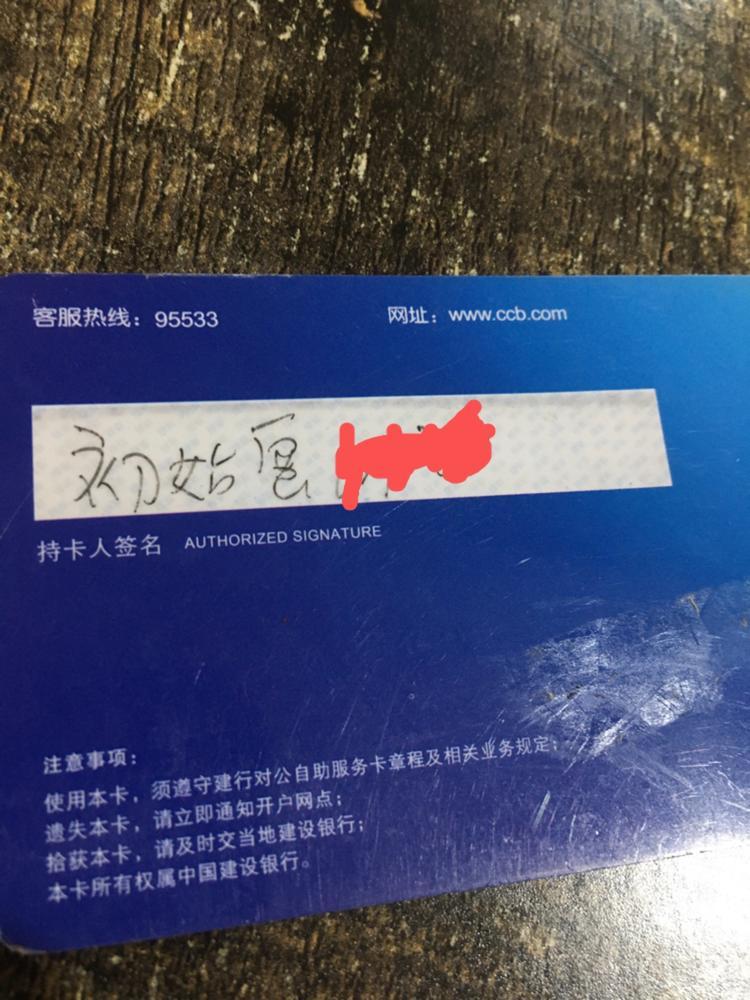 客服热线：95533
网址：www.ccb.com
初始
持卡人签名 AUTHORIZED SIGNATURE
注意事项：
使用本卡，须遵守建行对公自助服务卡章程及相关业务规定；
遗失本卡，请立即通知开户网点；
拾获本卡，请及时交当地建设银行；
本卡所有权属中国建设银行。